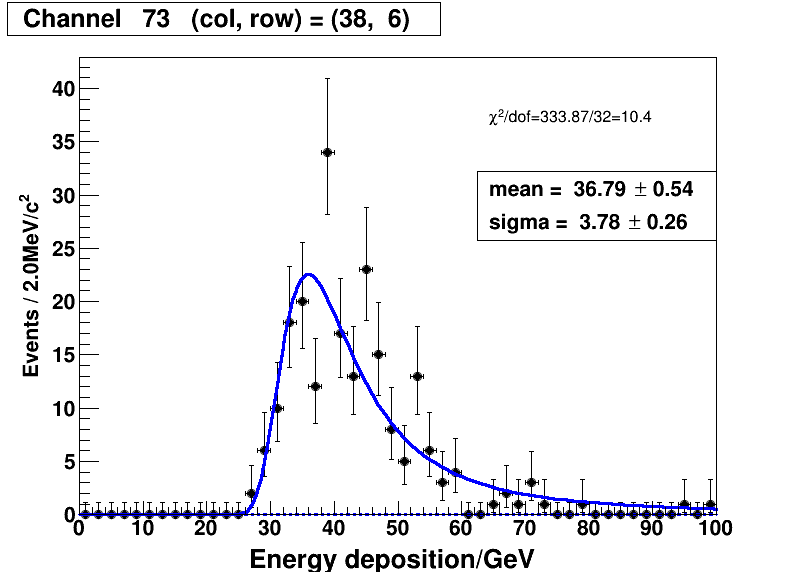 Channel 73 (col, row) = (38, 6)
χ²/dof=333.87/32=10.4
mean = 36.79 ± 0.54
sigma = 3.78 ± 0.26
Events / 2.0MeV/c²
40
35
30
25
20
15
10
5
0
0 10 20 30 40 50 60 70 80 90 100
Energy deposition/GeV